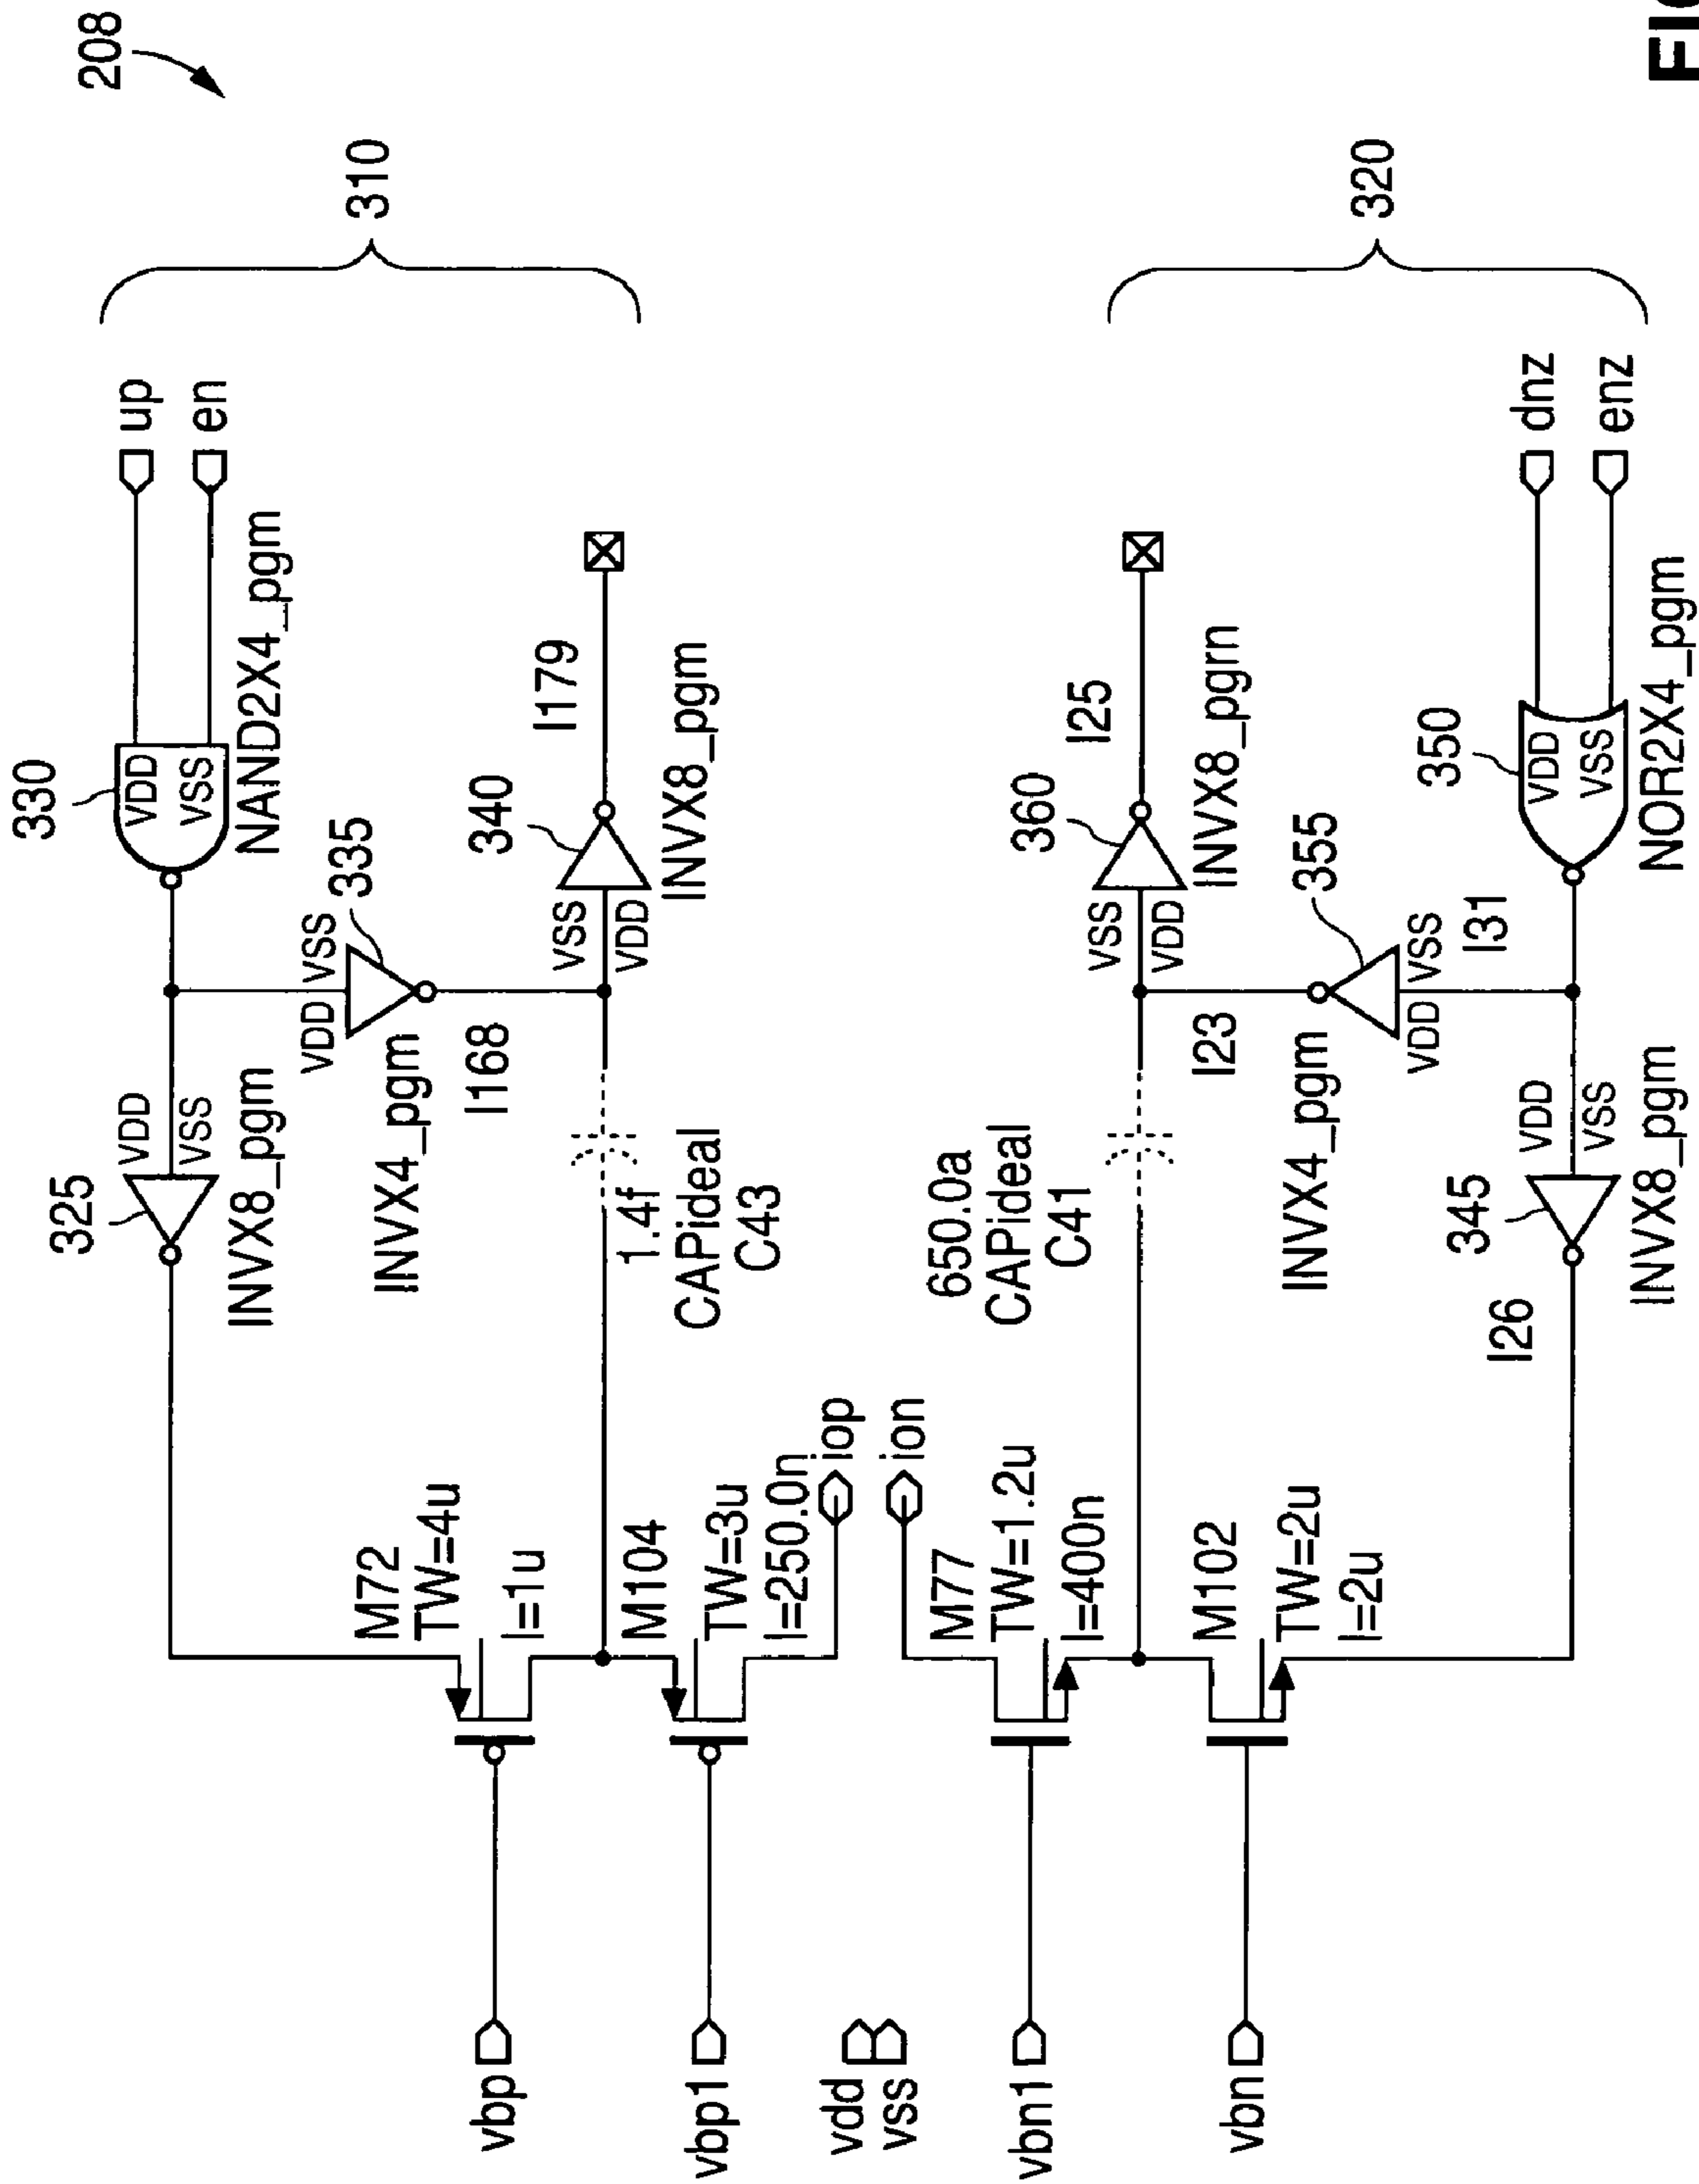 208
310
320
330
VDD
VSS
NAND2X4_pgm
up
en
335
VDD
VSS
INVX4_pgm
I168
340
I179
VSS
VDD
INVX8_pgm
325
VDD
VSS
INVX8_pgm
1.4f
CAPideal
C43
M72
TW=4u
l=1u
M104
TW=3u
l=250.0n
iop
ion
M77
TW=1.2u
l=400n
M102
TW=2u
l=2u
vbp
vbp1
vdd
vss
vbn1
vbn
650.0a
CAPideal
C41
360
I25
VSS
VDD
INVX8_pgrn
355
I23
VDD
VSS
INVX4_pgm
I31
350
VDD
VSS
NOR2X4_pgm
dnz
enz
345
VDD
VSS
I26
INVX8_pgm